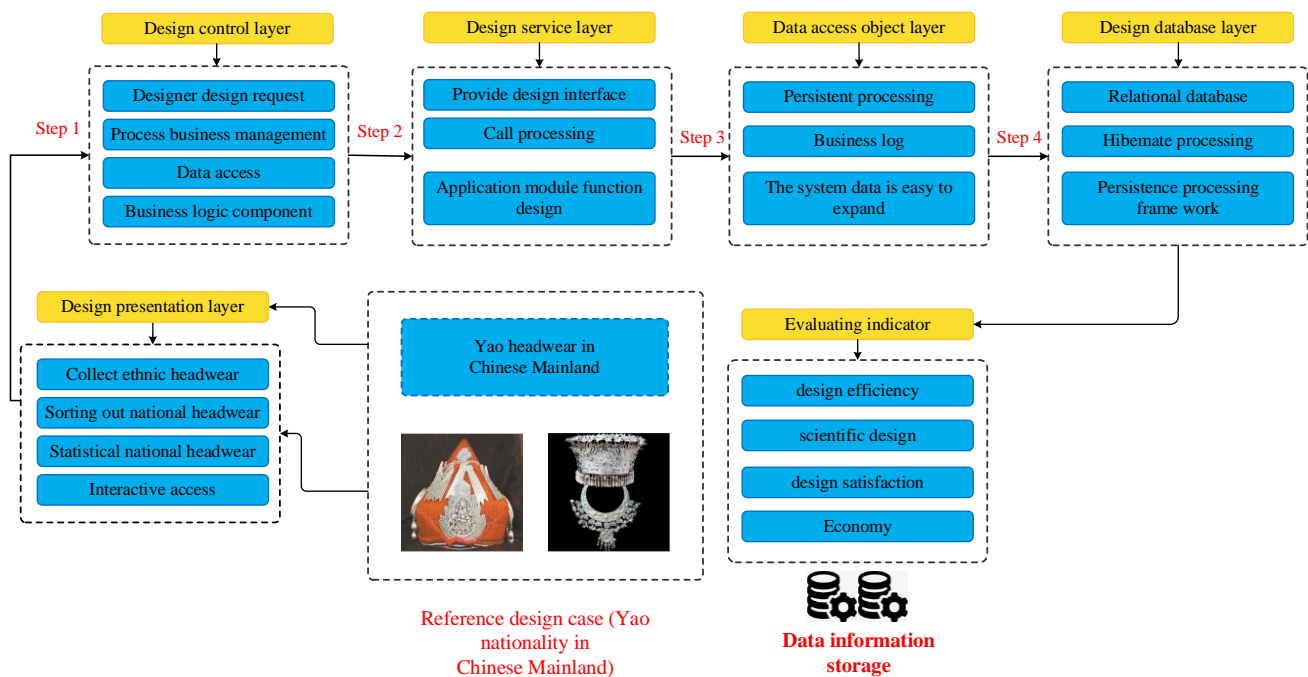 Design control layer
Design service layer
Data access object layer
Design database layer
Step 1
Designer design request
Process business management
Data access
Business logic component
Step 2
Provide design interface
Call processing
Application module function
design
Step 3
Persistent processing
Business log
The system data is easy to
expand
Step 4
Relational database
Hibemate processing
Persistence processing
frame work
Design presentation layer
Collect ethnic headwear
Sorting out national headwear
Statistical national headwear
Interactive access
Yao headwear in
Chinese Mainland
Reference design case (Yao
nationality in
Chinese Mainland)
Evaluating indicator
design efficiency
scientific design
design satisfaction
Economy
Data information
storage